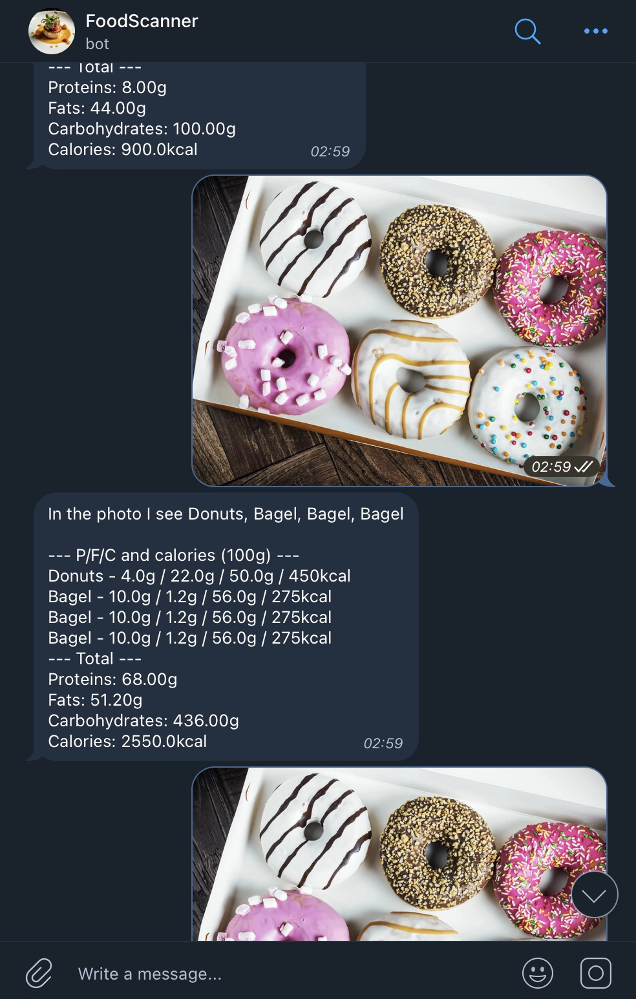 FoodScanner
bot
--- Total ---
Proteins: 8.00g
Fats: 44.00g
Carbohydrates: 100.00g
Calories: 900.0kcal
02:59
02:59
In the photo I see Donuts, Bagel, Bagel, Bagel
--- P/F/C and calories (100g) ---
Donuts - 4.0g / 22.0g / 50.0g / 450kcal
Bagel - 10.0g / 1.2g / 56.0g / 275kcal
Bagel - 10.0g / 1.2g / 56.0g / 275kcal
Bagel - 10.0g / 1.2g / 56.0g / 275kcal
--- Total ---
Proteins: 68.00g
Fats: 51.20g
Carbohydrates: 436.00g
Calories: 2550.0kcal
02:59
Write a message...